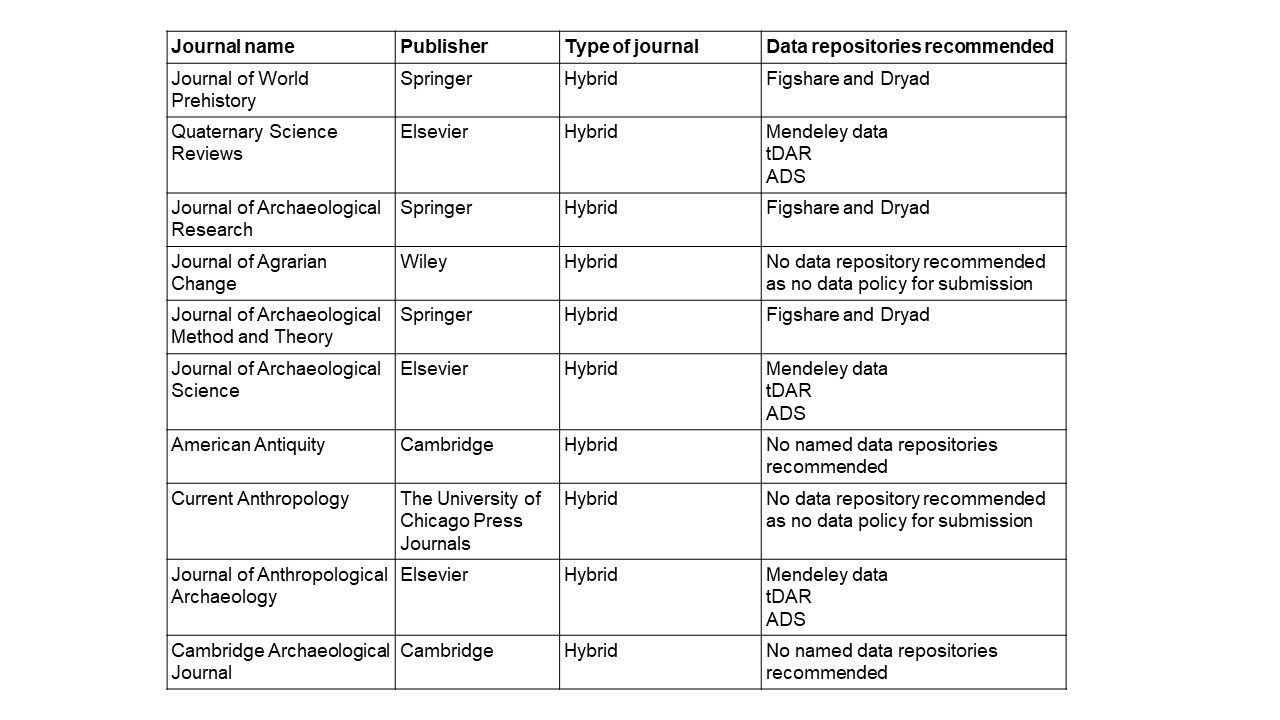 Journal name Publisher Type of journal Data repositories recommended
Journal of World Prehistory Springer Hybrid Figshare and Dryad
Quaternary Science Reviews Elsevier Hybrid Mendeley data
tDAR
ADS
Journal of Archaeological Research Springer Hybrid Figshare and Dryad
Journal of Agrarian Change Wiley Hybrid No data repository recommended as no data policy for submission
Journal of Archaeological Method and Theory Springer Hybrid Figshare and Dryad
Journal of Archaeological Science Elsevier Hybrid Mendeley data
tDAR
ADS
American Antiquity Cambridge Hybrid No named data repositories recommended
Current Anthropology The University of Chicago Press Journals Hybrid No data repository recommended as no data policy for submission
Journal of Anthropological Archaeology Elsevier Hybrid Mendeley data
tDAR
ADS
Cambridge Archaeological Journal Cambridge Hybrid No named data repositories recommended